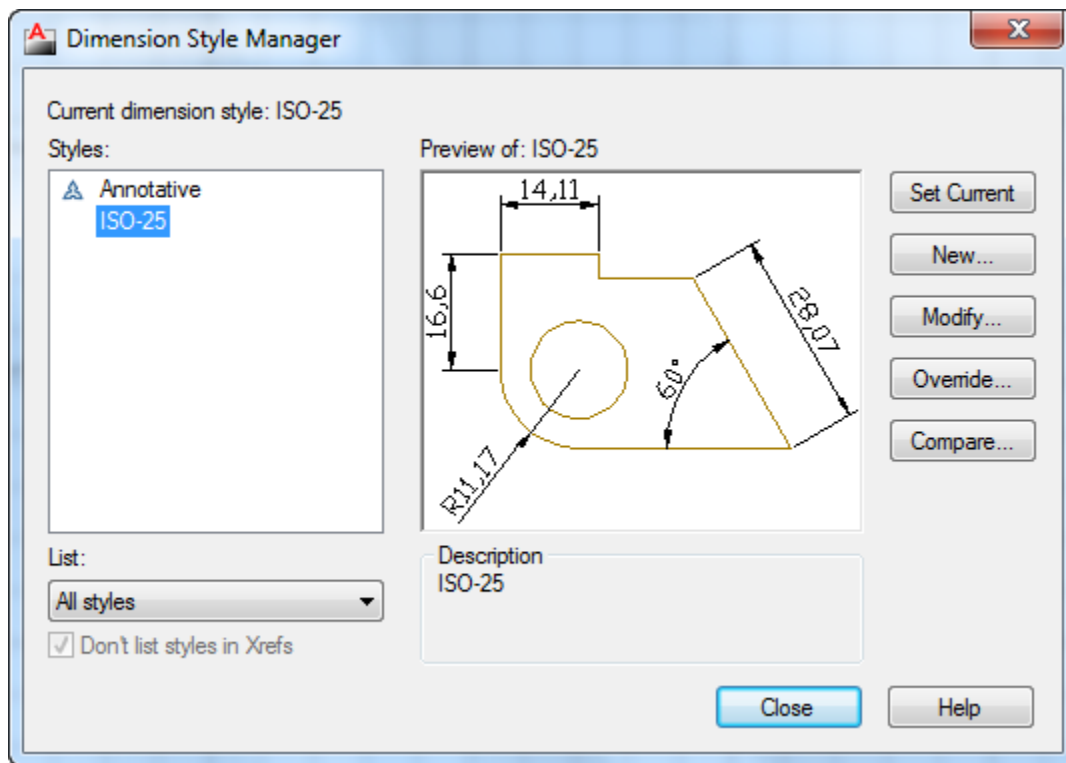 Dimension Style Manager
Current dimension style: ISO-25
Styles:
Annotative
ISO-25
Preview of: ISO-25
14,11
16,6
28,07
60°
R11,17
Set Current
New...
Modify...
Override...
Compare...
List:
All styles
Don't list styles in Xrefs
Description
ISO-25
Close
Help